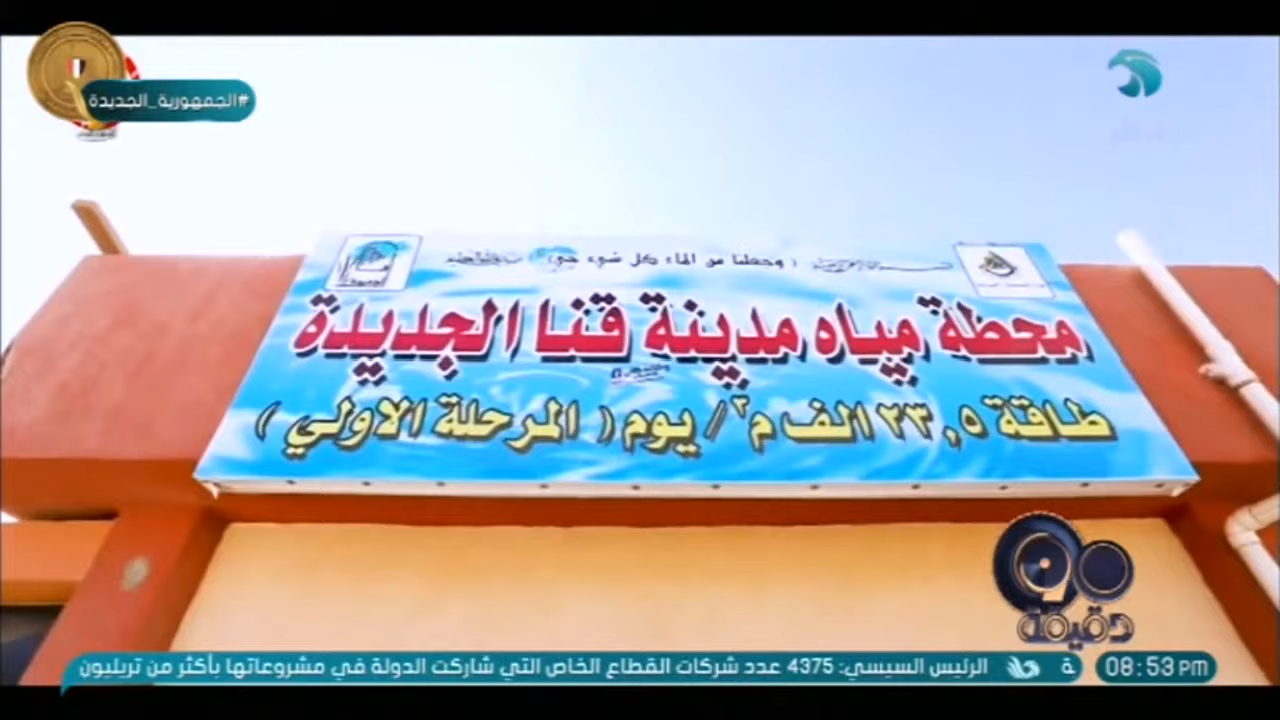 #الجمهورية_الجديدة
( وجعلنا من الماء كل شيء حي )
محطة مياه مدينة قنا الجديدة
طاقة ٢٣,٥ الف م٣ / يوم ( المرحلة الاولي )
٩٠ دقيقة
08:53 PM
الرئيس السيسي: 4375 عدد شركات القطاع الخاص التي شاركت الدولة في مشروعاتها بأكثر من تريليون